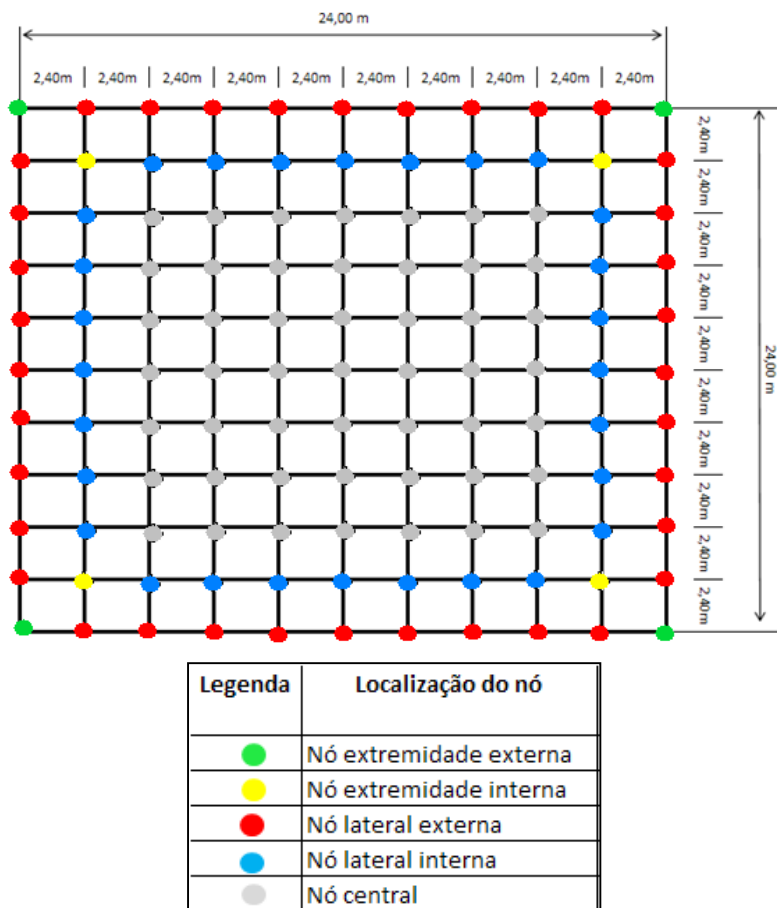 24,00 m
2,40m 2,40m 2,40m 2,40m 2,40m 2,40m 2,40m 2,40m 2,40m 2,40m
2,40m
2,40m
2,40m
2,40m
2,40m
2,40m
2,40m
2,40m
2,40m
2,40m
24,00 m
Legenda Localização do nó
Nó extremidade externa
Nó extremidade interna
Nó lateral externa
Nó lateral interna
Nó central